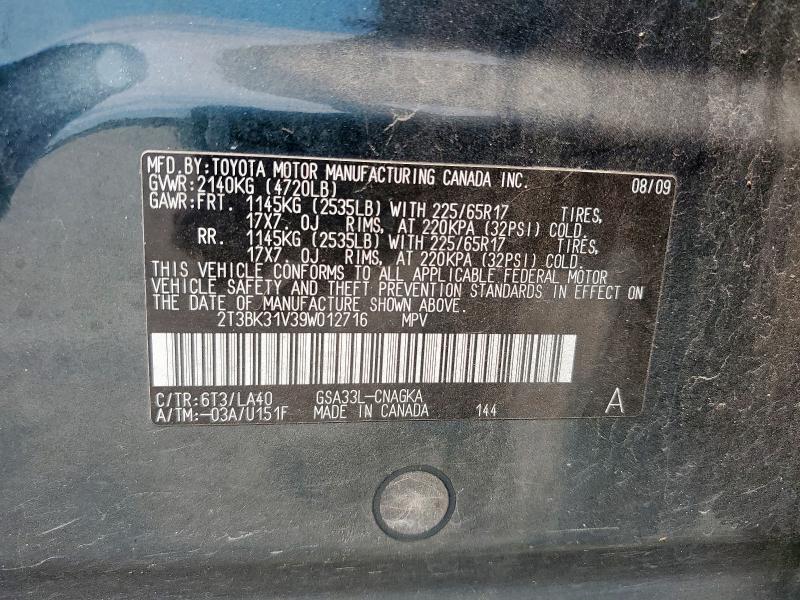 MFD.BY:TOYOTA MOTOR MANUFACTURING CANADA INC. 08/09
GVWR:2140KG (4720LB)
GAWR:FRT. 1145KG (2535LB) WITH 225/65R17 TIRES,
17X7. 0J RIMS, AT 220KPA (32PSI) COLD.
RR. 1145KG (2535LB) WITH 225/65R17 TIRES,
17X7. 0J RIMS, AT 220KPA (32PSI) COLD.
THIS VEHICLE CONFORMS TO ALL APPLICABLE FEDERAL MOTOR
VEHICLE SAFETY AND THEFT PREVENTION STANDARDS IN EFFECT ON
THE DATE OF MANUFACTURE SHOWN ABOVE.
2T3BK31V39W012716 MPV
C/TR:6T3/LA40 GSA33L-CNAGKA
A/TM:-03A/U151F MADE IN CANADA 144 A